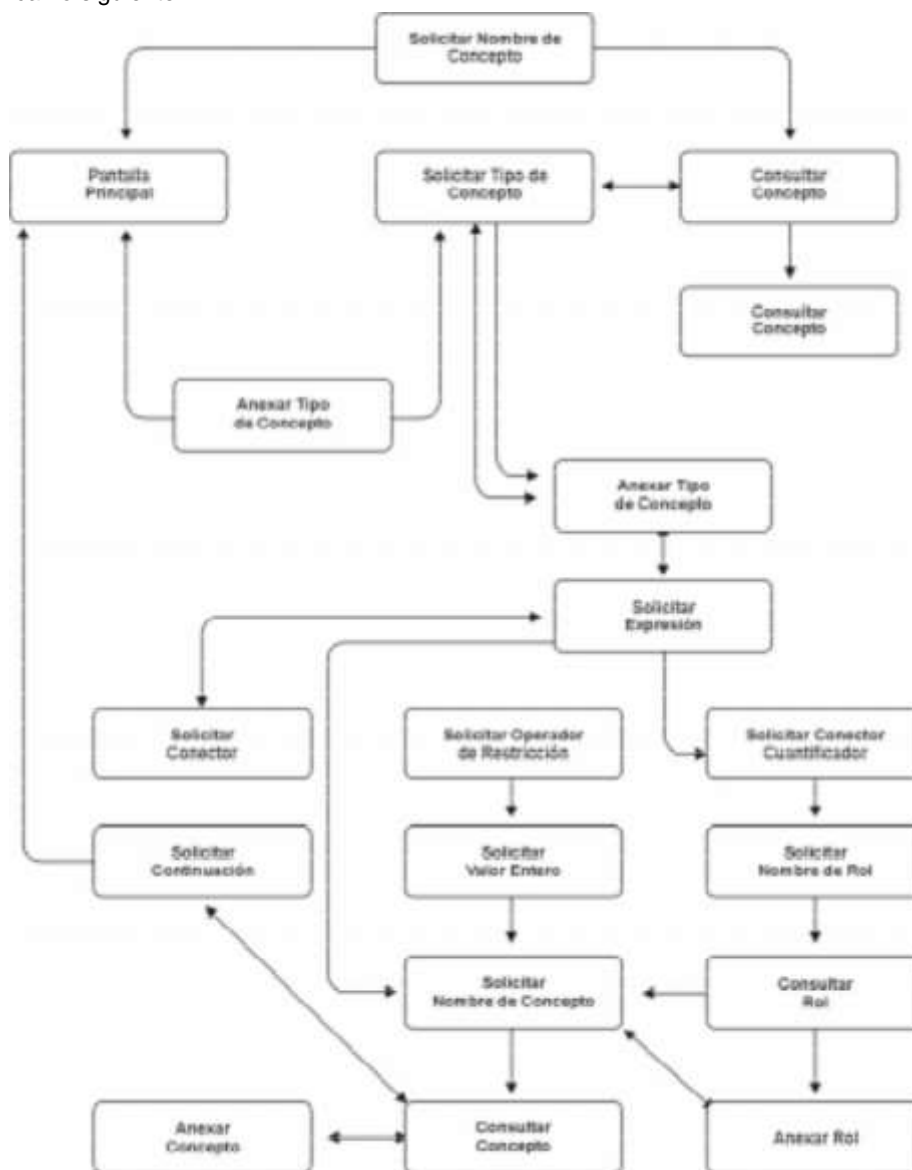 Solicitar Nombre de
Concepto
Pantalla
Principal
Solicitar Tipo de
Concepto
Consultar
Concepto
Consultar
Concepto
Anexar Tipo
de Concepto
Anexar Tipo
de Concepto
Solicitar
Expresión
Solicitar
Conector
Solicitar Operador
de Restricción
Solicitar Conector
Cuantificador
Solicitar
Continuación
Solicitar
Valor Entero
Solicitar
Nombre de Rol
Solicitar
Nombre de Concepto
Consultar
Rol
Anexar
Concepto
Consultar
Concepto
Anexar Rol